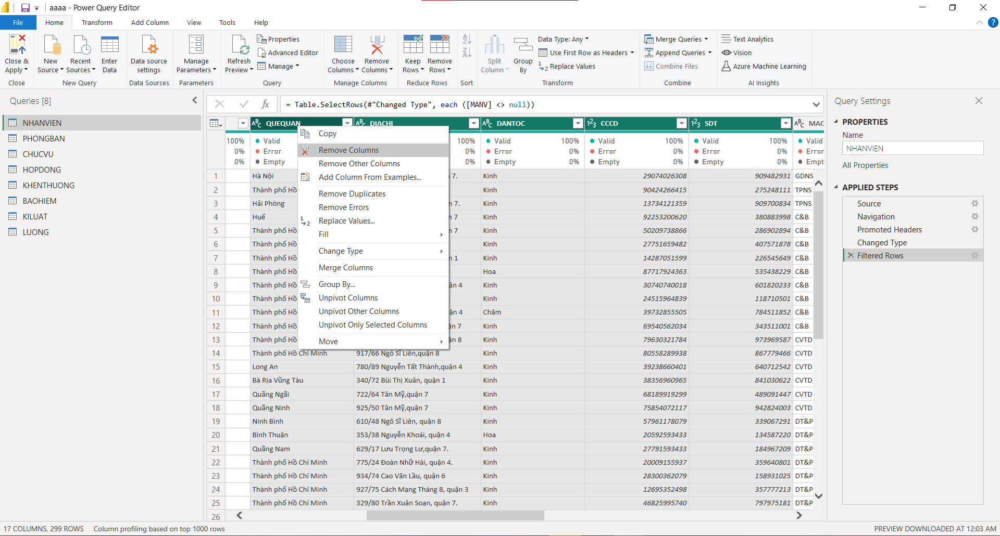 aaaa - Power Query Editor
File Home Transform Add Column View Tools Help
Close & Apply
Close
New Source
Recent Sources
Enter Data
New Query
Data source settings
Data Sources
Manage Parameters
Parameters
Refresh Preview
Properties
Advanced Editor
Manage
Query
Choose Columns
Remove Columns
Manage Columns
Keep Rows
Remove Rows
Reduce Rows
Sort
Split Column
Group By
Data Type: Any
Use First Row as Headers
Replace Values
Transform
Merge Queries
Append Queries
Combine Files
Combine
Text Analytics
Vision
Azure Machine Learning
AI Insights
Queries [8]
NHANVIEN
PHONGBAN
CHUCVU
HOPDONG
KHENTHUONG
BAOHIEM
KILUAT
LUONG
fx = Table.SelectRows(#"Changed Type", each ([MANV] <> null))
QUEQUAN DIACHI DANTOC CCCD SDT MAC
100% Valid 100% Valid 100% Valid 100% Valid 100% Valid
0% Error 0% Error 0% Error 0% Error 0% Error
0% Empty 0% Empty 0% Empty 0% Empty 0% Empt
1 Hà Nội 7. Kinh 29074026308 909482931 GDNS
2 Thành phố Hồ Kinh 90424266415 275248111 TPNS
3 Hải Phòng n 7. Kinh 13734121359 909700834 TPNS
4 Huế n 7 Kinh 92253200620 380883998 C&B
5 Thành phố Hồ n 7 Kinh 50209738866 286902894 C&B
6 Thành phố Hồ Kinh 27751659482 407571878 C&B
7 Thành phố Hồ n 1 Kinh 14287051599 226545649 C&B
8 Thành phố Hồ Hoa 87717924363 535438229 C&B
9 Thành phố Hồ ận 4 Kinh 30740740018 601820233 C&B
10 Thành phố Hồ Kinh 24515964839 118710501 C&B
11 Thành phố Hồ ận 4 Chăm 39732855505 784511852 C&B
12 Thành phố Hồ ận 7 Kinh 69540562034 343511001 C&B
13 Thành phố Hồ ận 8 Kinh 79630321784 973969587 CVTD
14 Thành phố Hồ Chí Minh 917/66 Ngô Sĩ Liên,quận 8 Kinh 80558289938 867779466 CVTD
15 Long An 780/89 Nguyễn Tất Thành,quận 4 Kinh 39238660401 640712542 CVTD
16 Bà Rịa Vũng Tàu 340/72 Bùi Thị Xuân, quận 1 Kinh 38356960965 841030622 CVTD
17 Quãng Ngãi 722/64 Tân Mỹ,quận 7 Kinh 68189919299 489091447 CVTD
18 Quãng Ninh 925/50 Tân Mỹ,quận 7 Kinh 75854072117 942824003 CVTD
19 Ninh Bình 610/48 Ngô Sĩ Liên, quận 8 Kinh 57961178079 339067291 DT&P
20 Bình Thuận 353/38 Nguyễn Khoái, quận 4 Hoa 20592593433 134587220 DT&P
21 Quãng Nam 629/17 Lưu Trọng Lư,quận 7. Kinh 27791593433 184967209 DT&P
22 Thành phố Hồ Chí Minh 775/24 Đoàn Nhữ Hài, quận 4. Kinh 20009155937 359640801 DT&P
23 Thành phố Hồ Chí Minh 934/74 Cao Văn Lầu, quận 6 Kinh 28300362079 158931025 DT&P
24 Thành phố Hồ Chí Minh 927/75 Cách Mạng Tháng 8, quận 3 Kinh 12695352498 357777213 DT&P
25 Thành phố Hồ Chí Minh 329/80 Trần Xuân Soạn, quận 7. Kinh 46825995740 797975181 DT&P
26
Copy
Remove Columns
Remove Other Columns
Add Column From Examples...
Remove Duplicates
Remove Errors
Replace Values...
Fill
Change Type
Merge Columns
Group By...
Unpivot Columns
Unpivot Other Columns
Unpivot Only Selected Columns
Move
Query Settings
PROPERTIES
Name
NHANVIEN
All Properties
APPLIED STEPS
Source
Navigation
Promoted Headers
Changed Type
Filtered Rows
17 COLUMNS, 299 ROWS Column profiling based on top 1000 rows PREVIEW DOWNLOADED AT 12:03 AM